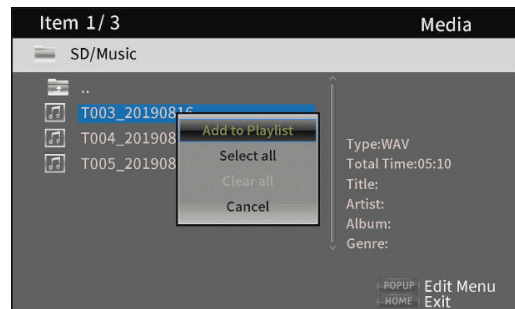 Item 1/3
Media
SD/Music
..
T003_20190816
T004_201908
T005_201908
Add to Playlist
Select all
Clear all
Cancel
Type:WAV
Total Time:05:10
Title:
Artist:
Album:
Genre:
POPUP Edit Menu
HOME Exit